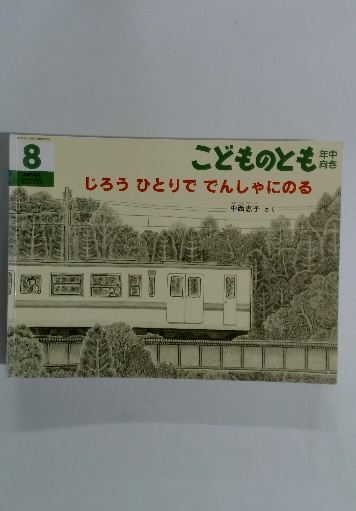 8
こどものとも 年中向き
じろう ひとりで でんしゃにのる
中西恵子 さく